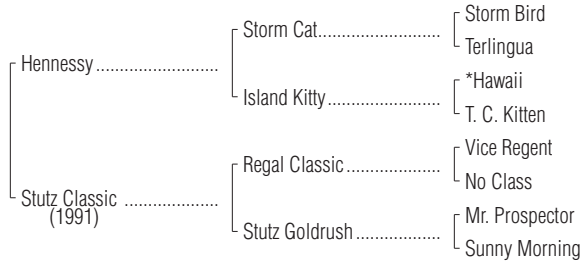 Storm Bird
Storm Cat
Terlingua
Hennessy
*Hawaii
Island Kitty
T. C. Kitten
Vice Regent
Regal Classic
No Class
Stutz Classic
(1991)
Mr. Prospector
Stutz Goldrush
Sunny Morning